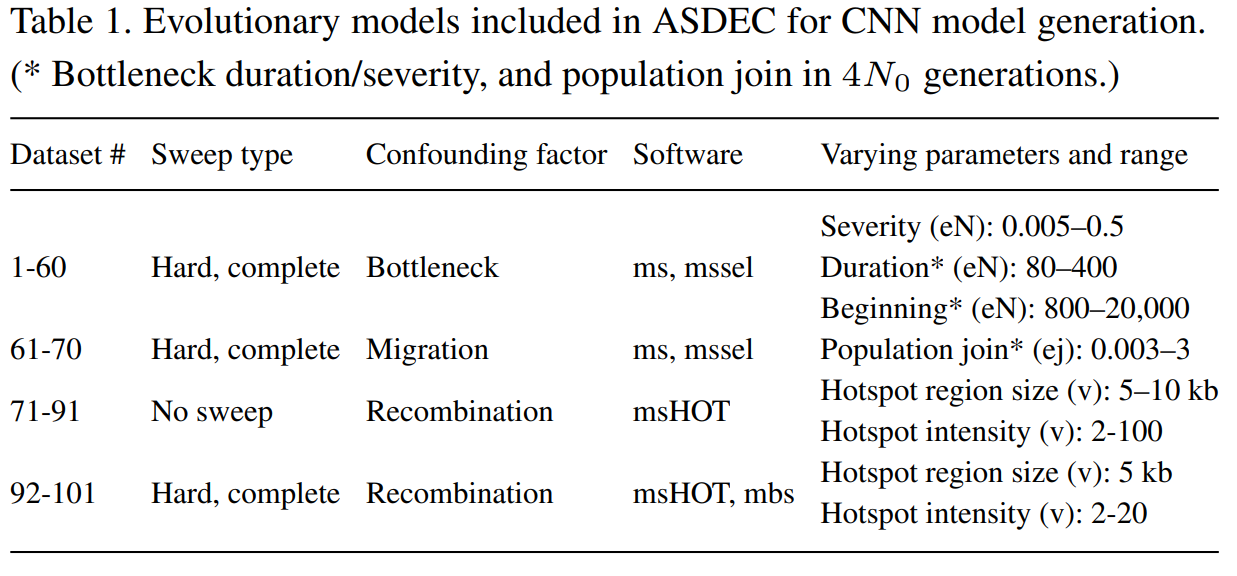 Table 1. Evolutionary models included in ASDEC for CNN model generation.
(* Bottleneck duration/severity, and population join in 4N₀ generations.)
Dataset # Sweep type Confounding factor Software Varying parameters and range
1-60 Hard, complete Bottleneck ms, mssel Severity (eN): 0.005–0.5
Duration* (eN): 80–400
Beginning* (eN): 800–20,000
61-70 Hard, complete Migration ms, mssel Population join* (ej): 0.003–3
71-91 No sweep Recombination msHOT Hotspot region size (v): 5–10 kb
Hotspot intensity (v): 2-100
92-101 Hard, complete Recombination msHOT, mbs Hotspot region size (v): 5 kb
Hotspot intensity (v): 2-20